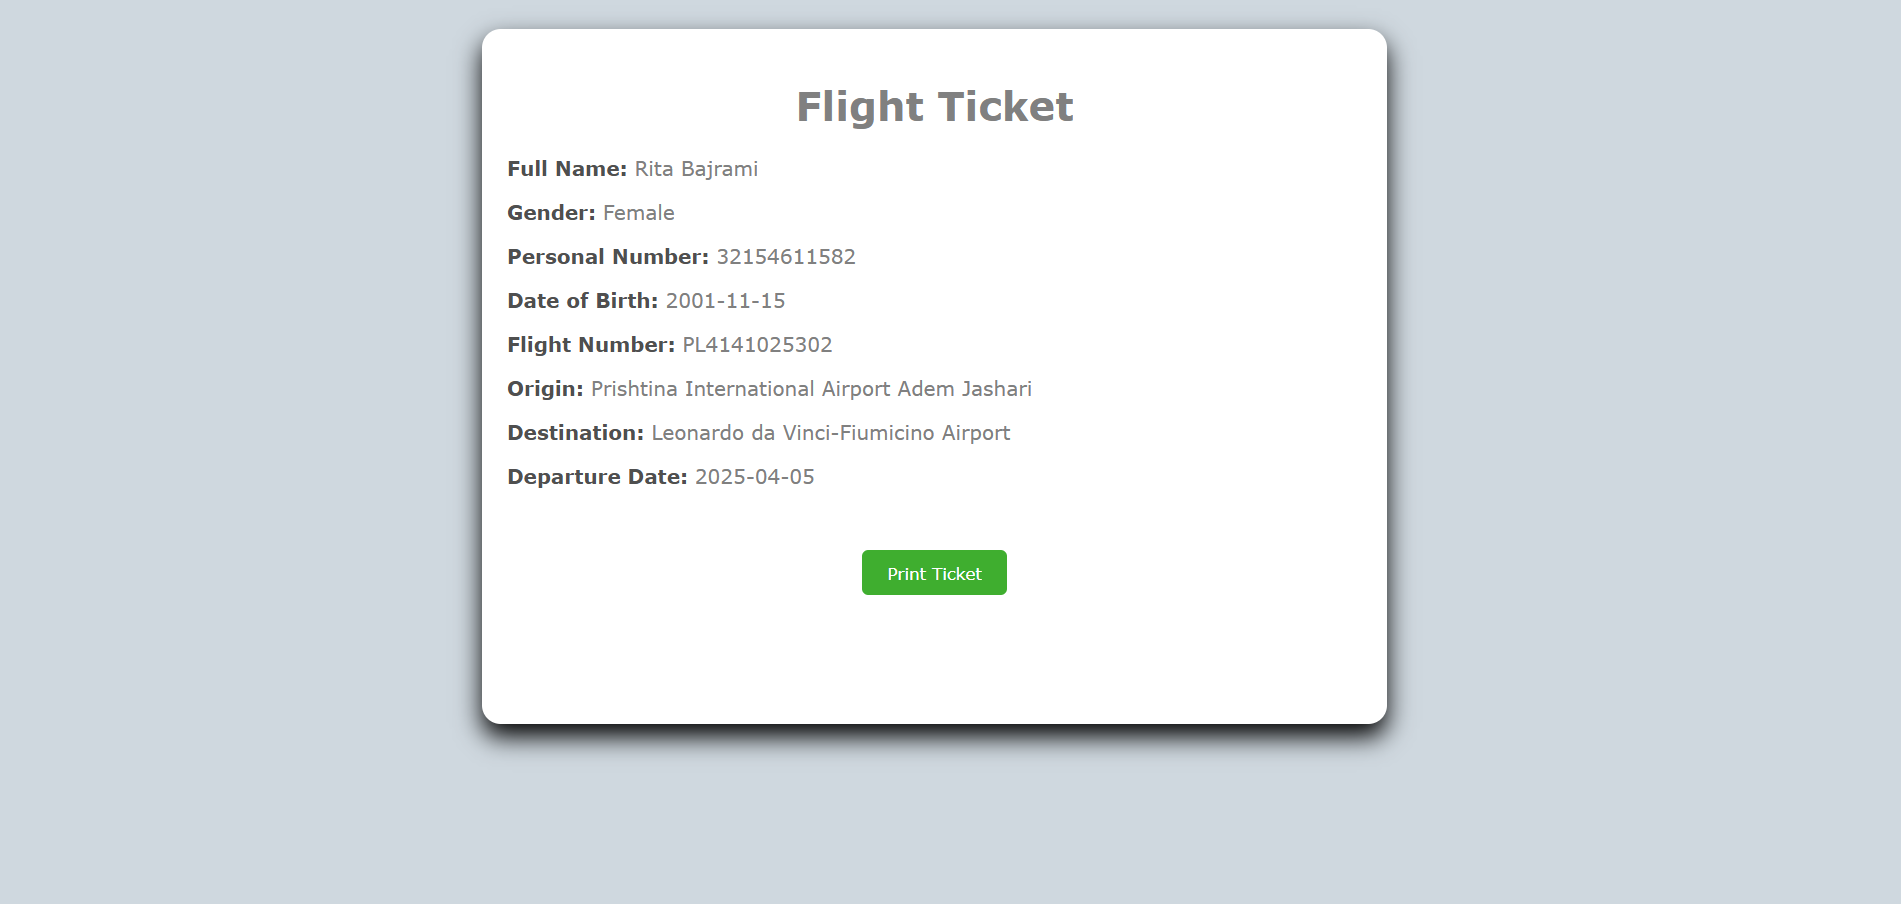 Flight Ticket
Full Name: Rita Bajrami
Gender: Female
Personal Number: 32154611582
Date of Birth: 2001-11-15
Flight Number: PL4141025302
Origin: Prishtina International Airport Adem Jashari
Destination: Leonardo da Vinci-Fiumicino Airport
Departure Date: 2025-04-05
Print Ticket